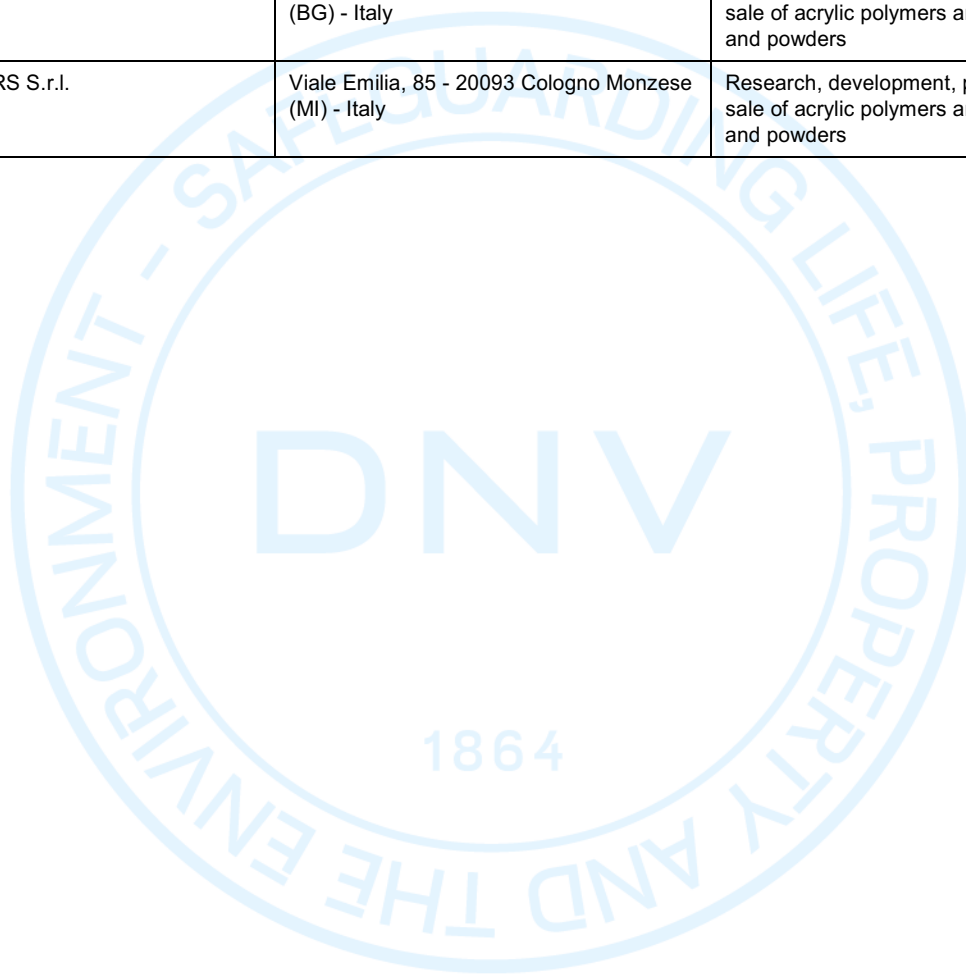 (BG) - Italy
sale of acrylic polymers
and powders
S.r.l.
Viale Emilia, 85 - 20093 Cologno Monzese
(MI) - Italy
Research, development,
sale of acrylic polymers
and powders
SAFEGUARDING LIFE, PROPERTY AND THE ENVIRONMENT -
DNV
1864